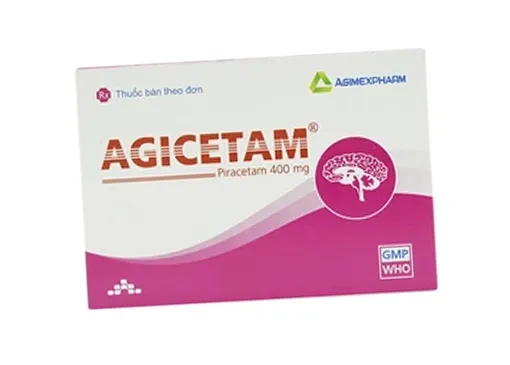 Rx Thuốc bán theo đơn
AGIMEXPHARM
AGICETAM®
Piracetam 400 mg
GMP
WHO